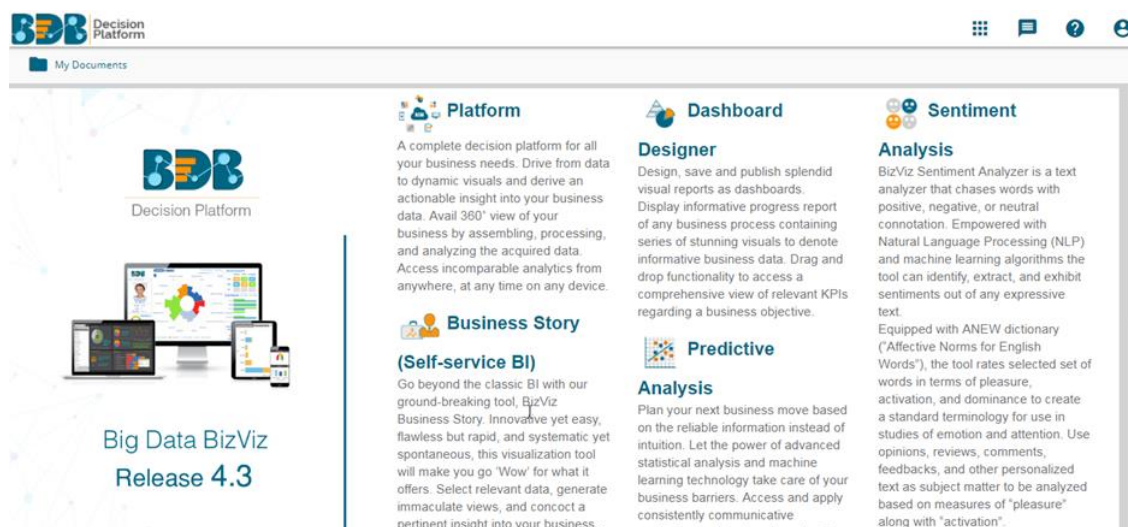 BDB Decision
Platform
My Documents
BDB
Decision Platform
Big Data BizViz
Release 4.3
Platform
A complete decision platform for all
your business needs. Drive from data
to dynamic visuals and derive an
actionable insight into your business
data. Avail 360° view of your
business by assembling, processing,
and analyzing the acquired data.
Access incomparable analytics from
anywhere, at any time on any device.
Business Story
(Self-service BI)
Go beyond the classic BI with our
ground-breaking tool, BizViz
Business Story. Innovative yet easy,
flawless but rapid, and systematic yet
spontaneous, this visualization tool
will make you go 'Wow' for what it
offers. Select relevant data, generate
immaculate views, and concoct a
pertinent insight into your business
Dashboard
Designer
Design, save and publish splendid
visual reports as dashboards.
Display informative progress report
of any business process containing
series of stunning visuals to denote
informative business data. Drag and
drop functionality to access a
comprehensive view of relevant KPIs
regarding a business objective.
Predictive
Analysis
Plan your next business move based
on the reliable information instead of
intuition. Let the power of advanced
statistical analysis and machine
learning technology take care of your
business barriers. Access and apply
consistently communicative
Sentiment
Analysis
BizViz Sentiment Analyzer is a text
analyzer that chases words with
positive, negative, or neutral
connotation. Empowered with
Natural Language Processing (NLP)
and machine learning algorithms the
tool can identify, extract, and exhibit
sentiments out of any expressive
text.
Equipped with ANEW dictionary
("Affective Norms for English
Words"), the tool rates selected set of
words in terms of pleasure,
activation, and dominance to create
a standard terminology for use in
studies of emotion and attention. Use
opinions, reviews, comments,
feedbacks, and other personalized
text as subject matter to be analyzed
based on measures of "pleasure"
along with "activation".